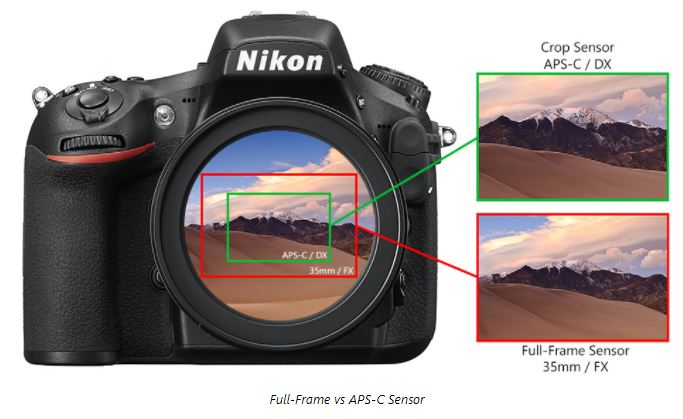 Nikon
Crop Sensor
APS-C / DX
APS-C / DX
35mm / FX
Full-Frame Sensor
35mm / FX
Full-Frame vs APS-C Sensor